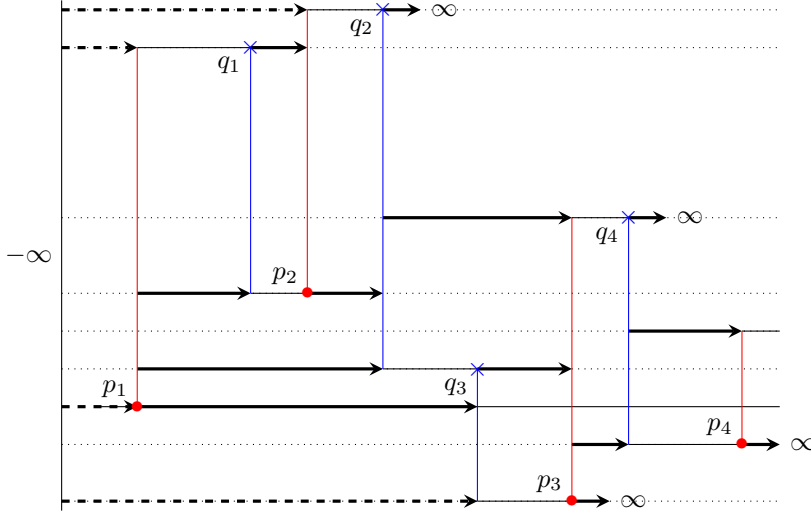 q₂ ∞
q₁
∞
q₄
−∞
p₂
p₁ q₃
p₄
∞
p₃ ∞